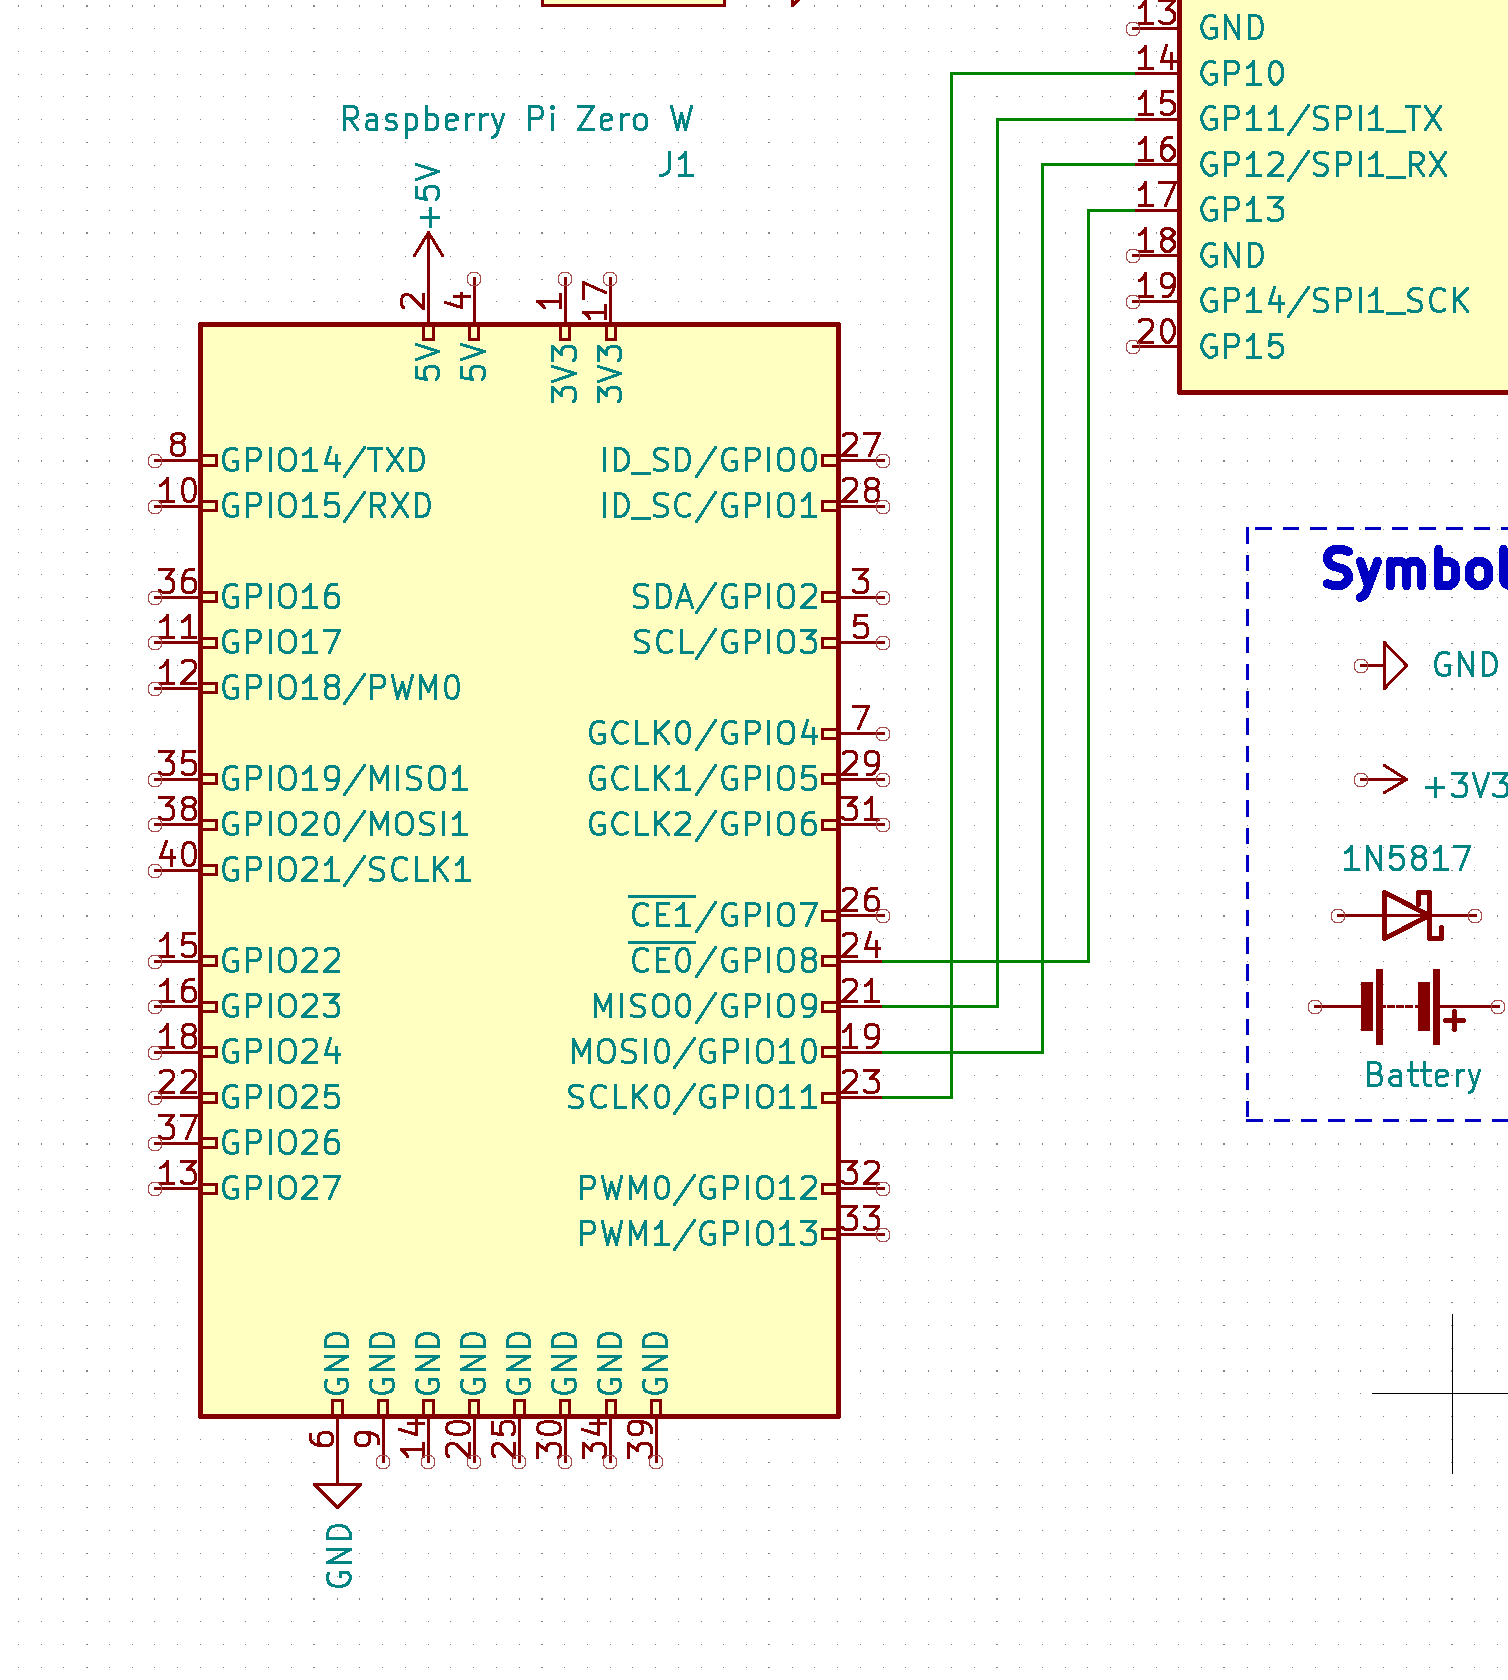 Raspberry Pi Zero W
J1
+5V
2 4 1 17
5V 5V 3V3 3V3
8 GPIO14/TXD
10 GPIO15/RXD
36 GPIO16
11 GPIO17
12 GPIO18/PWM0
35 GPIO19/MISO1
38 GPIO20/MOSI1
40 GPIO21/SCLK1
15 GPIO22
16 GPIO23
18 GPIO24
22 GPIO25
37 GPIO26
13 GPIO27
ID_SD/GPIO0 27
ID_SC/GPIO1 28
SDA/GPIO2 3
SCL/GPIO3 5
GCLK0/GPIO4 7
GCLK1/GPIO5 29
GCLK2/GPIO6 31
CE1/GPIO7 26
CE0/GPIO8 24
MISO0/GPIO9 21
MOSI0/GPIO10 19
SCLK0/GPIO11 23
PWM0/GPIO12 32
PWM1/GPIO13 33
GND GND GND GND GND GND GND GND
6 9 14 20 25 30 34 39
GND
13 GND
14 GP10
15 GP11/SPI1_TX
16 GP12/SPI1_RX
17 GP13
18 GND
19 GP14/SPI1_SCK
20 GP15
Symbol
GND
+3V3
1N5817
+
Battery